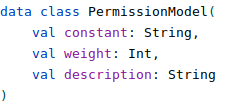 data class PermissionModel(
    val constant: String,
    val weight: Int,
    val description: String
)